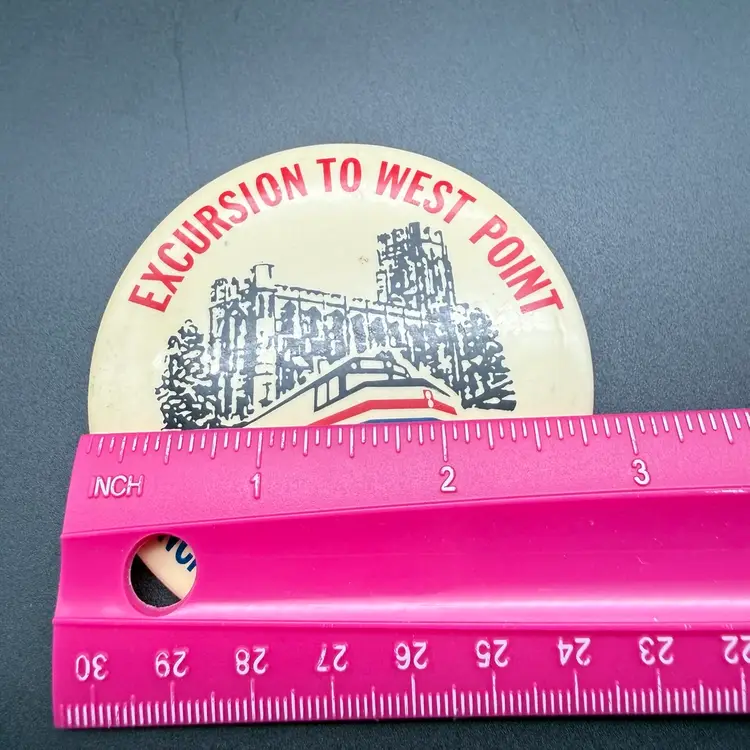 EXCURSION TO WEST POINT
INCH 1 2 3
30 29 28 27 26 25 24 23 22